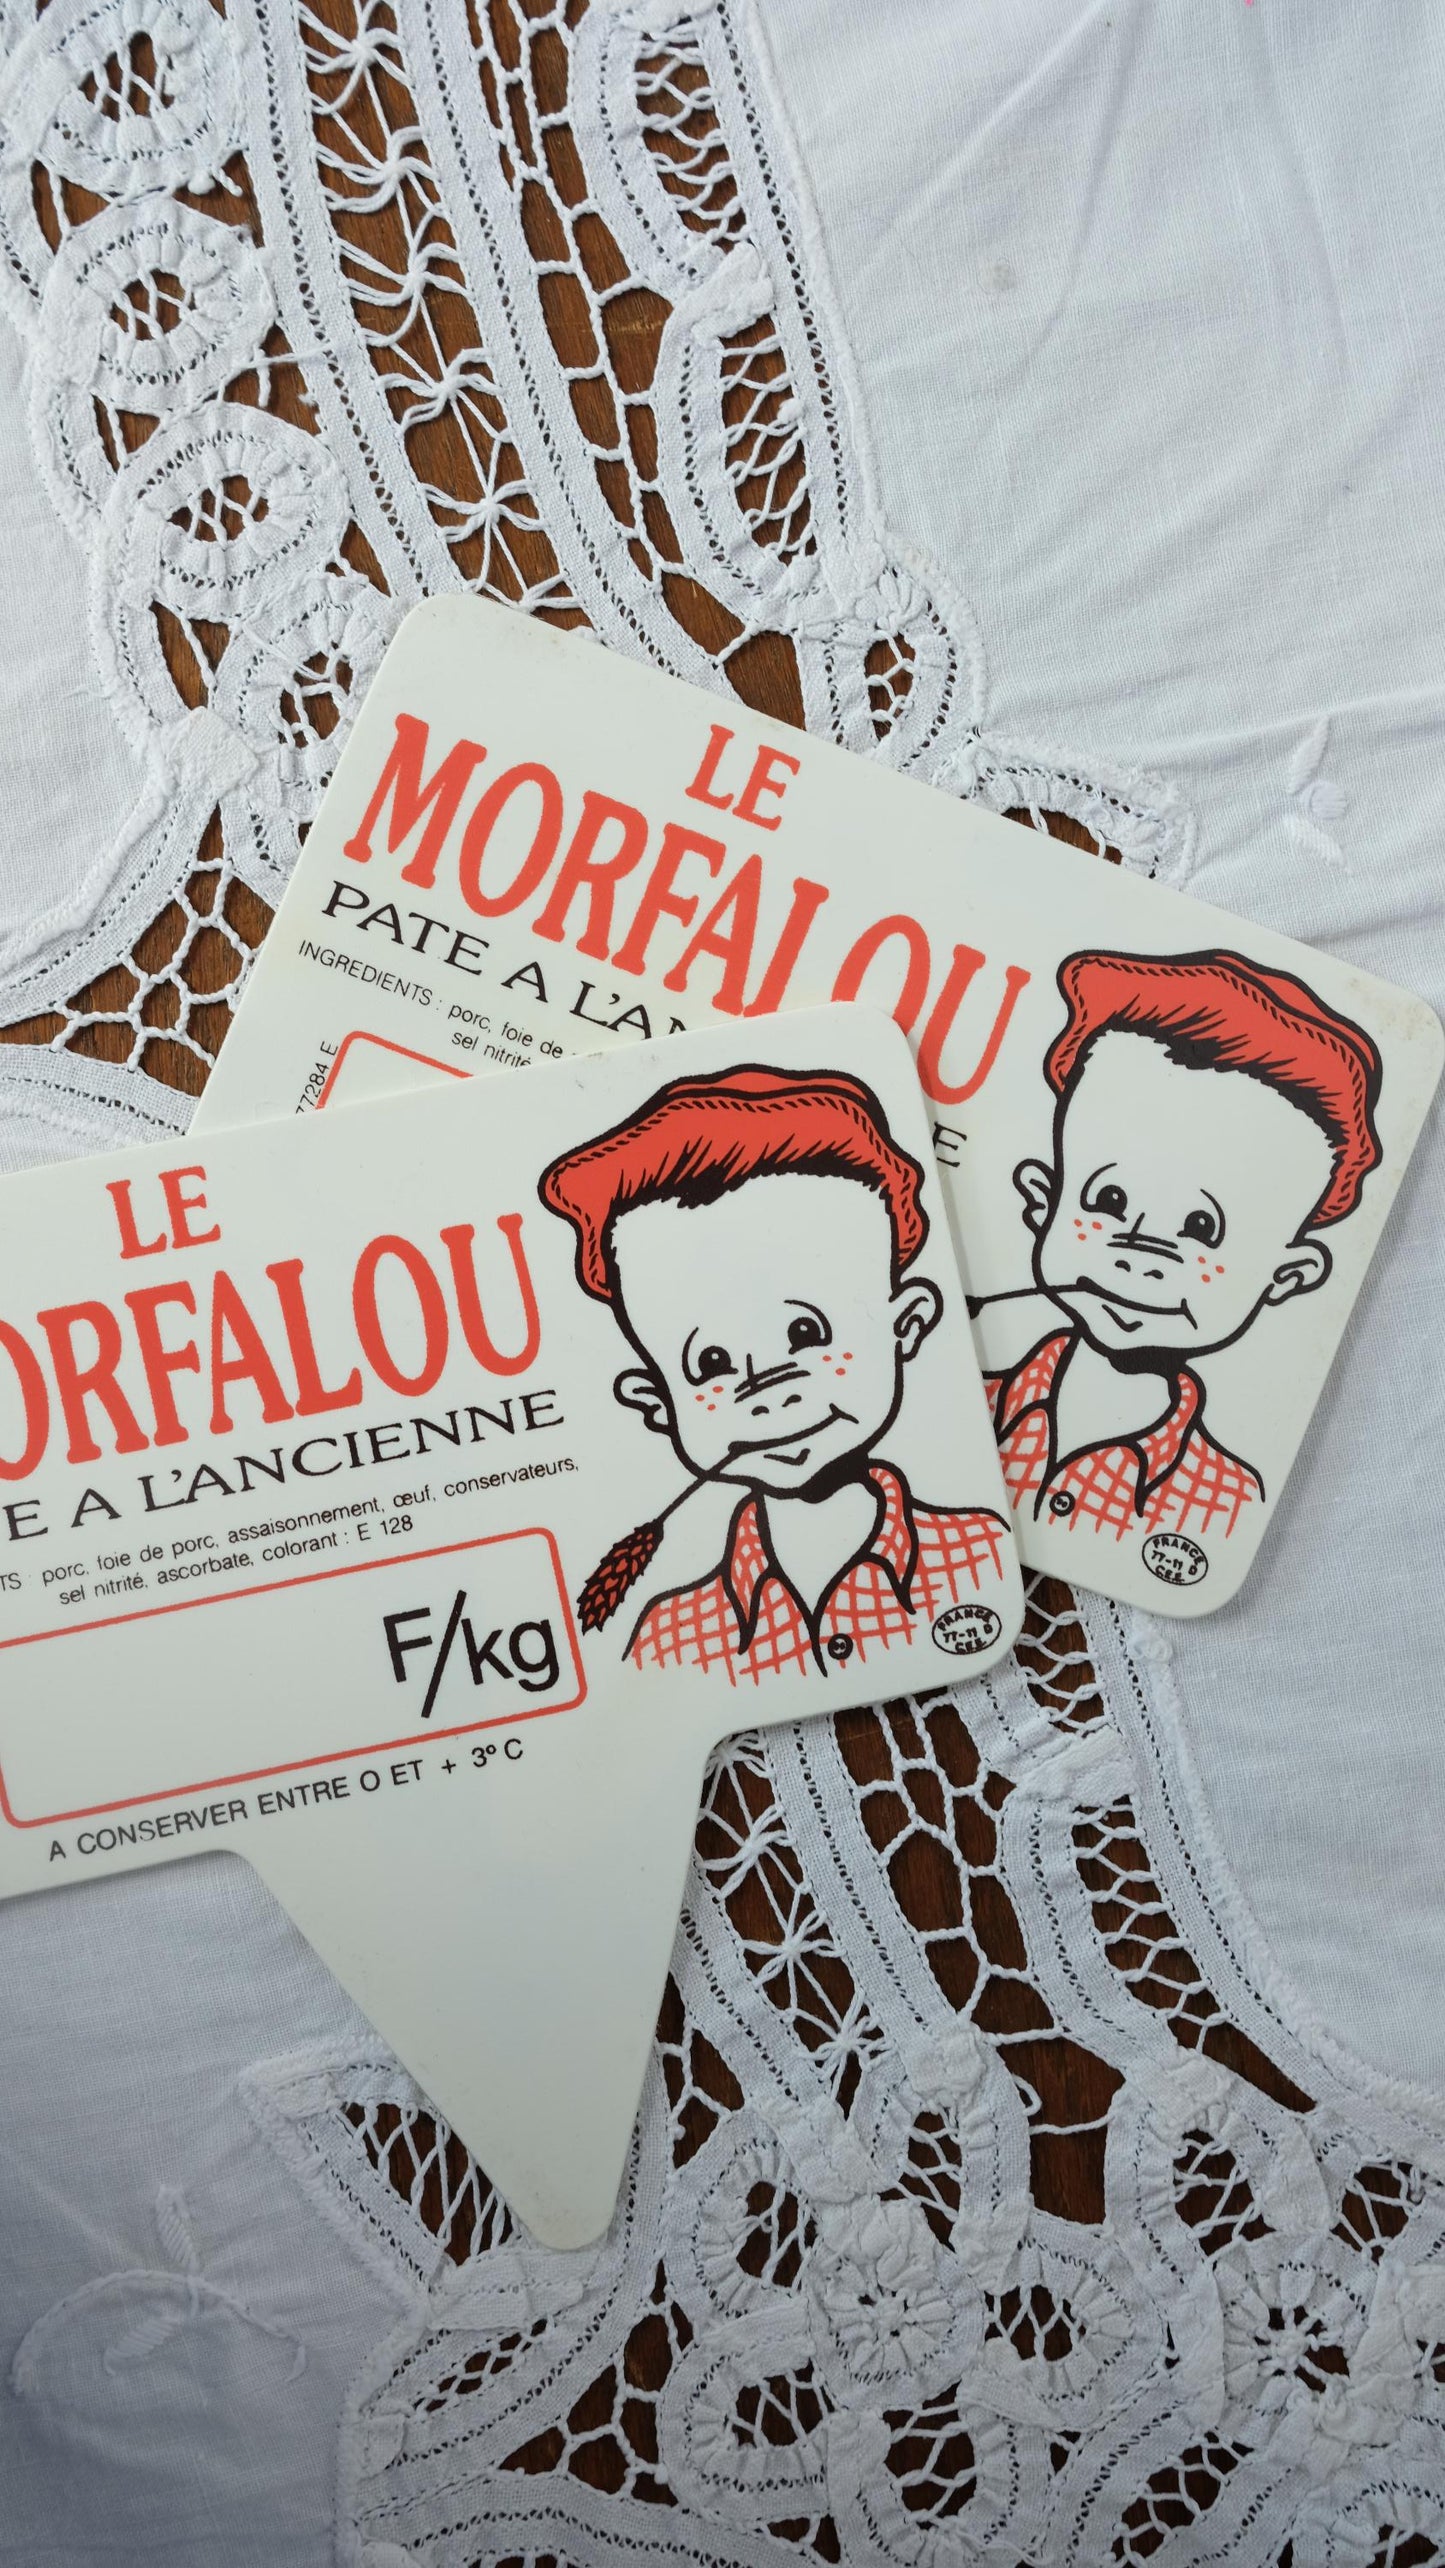 LE
MORFALOU
PATE A L'AN
E
INGREDIENTS : porc, foie de
sel nitrité
77284 E
FRANCE
77-11 D
C.E.E.
LE
ORFALOU
E A L'ANCIENNE
TS : porc, foie de porc, assaisonnement, œuf, conservateurs,
sel nitrité, ascorbate, colorant : E 128
F/kg
A CONSERVER ENTRE O ET + 3° C
FRANCE
77-11 D
C.E.E.